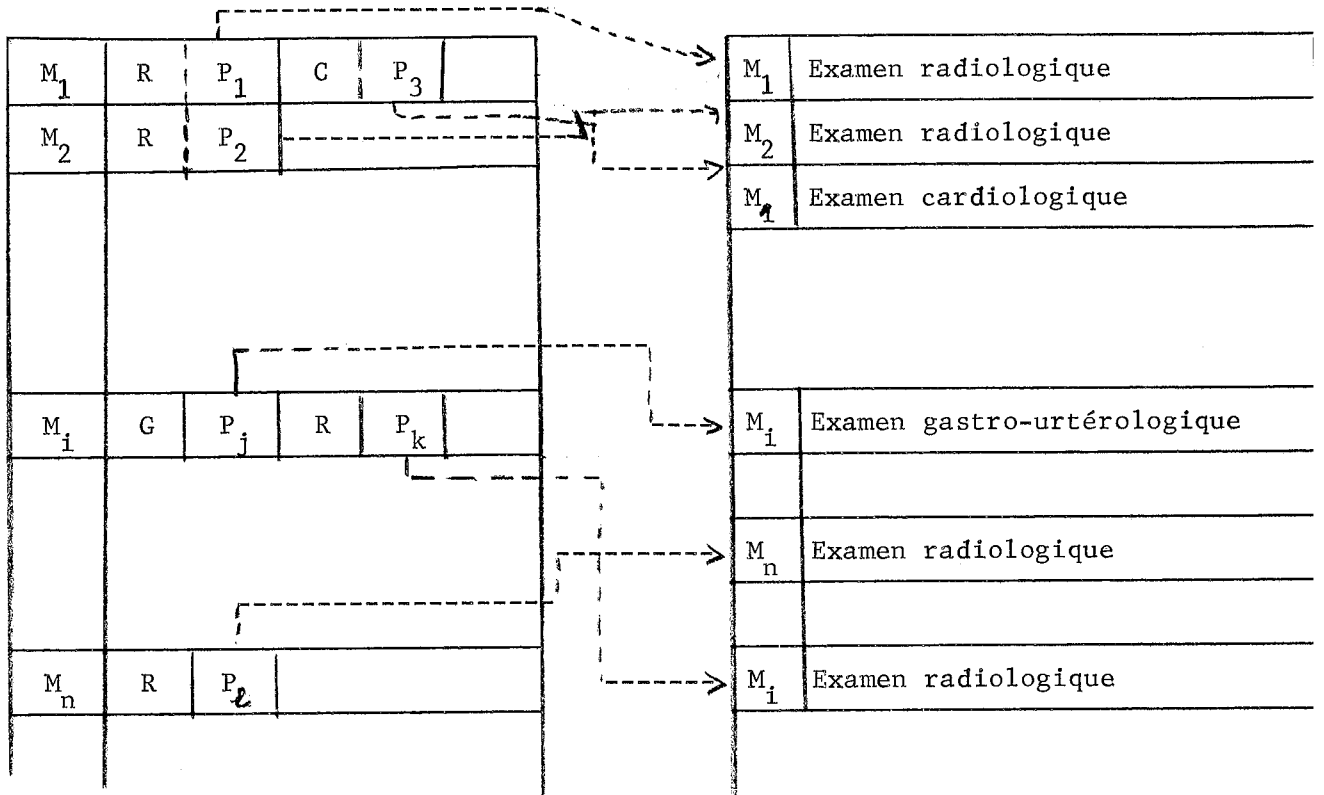 M1 R P1 C P3
M2 R P2
Mi G Pj R Pk
Mn R Pℓ
M1 Examen radiologique
M2 Examen radiologique
M1 Examen cardiologique
Mi Examen gastro-urtérologique
Mn Examen radiologique
Mi Examen radiologique